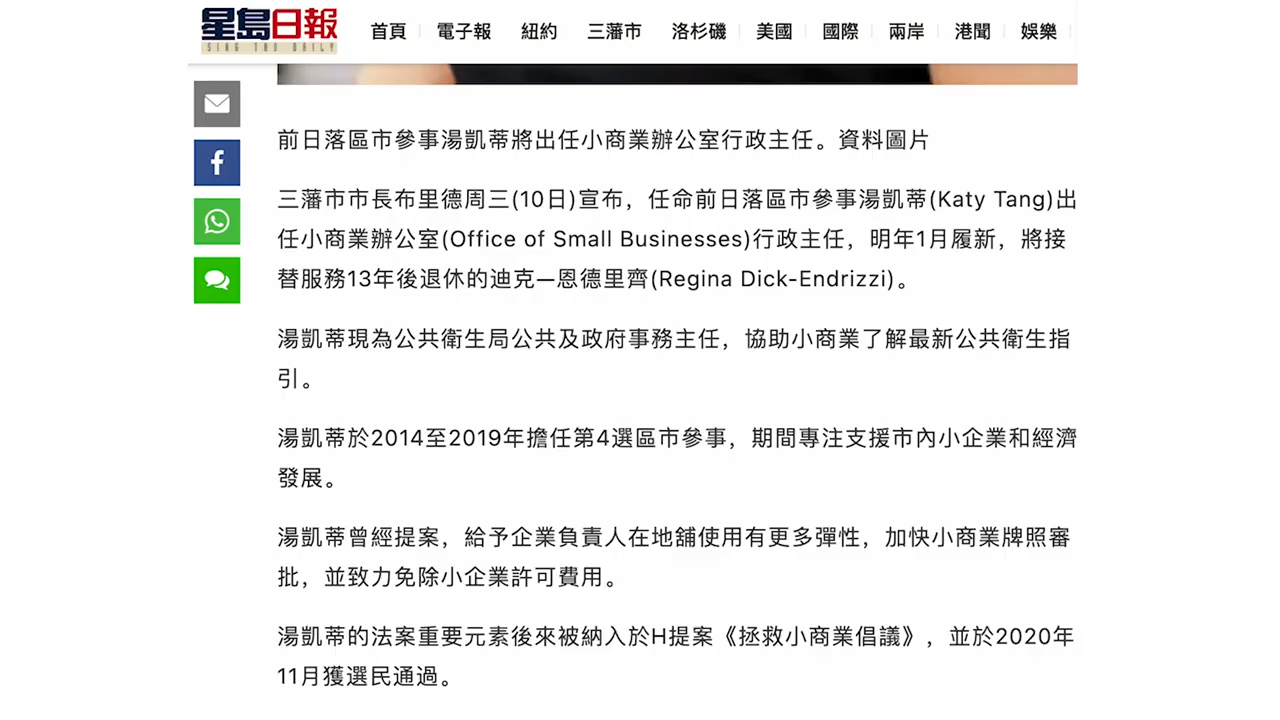 星島日報
SING TAO DAILY
首頁 電子報 紐約 三藩市 洛杉磯 美國 國際 兩岸 港聞 娛樂
前日落區市參事湯凱蒂將出任小商業辦公室行政主任。資料圖片
三藩市市長布里德周三(10日)宣布，任命前日落區市參事湯凱蒂(Katy Tang)出
任小商業辦公室(Office of Small Businesses)行政主任，明年1月履新，將接
替服務13年後退休的迪克—恩德里齊(Regina Dick-Endrizzi)。
湯凱蒂現為公共衛生局公共及政府事務主任，協助小商業了解最新公共衛生指
引。
湯凱蒂於2014至2019年擔任第4選區市參事，期間專注支援市內小企業和經濟
發展。
湯凱蒂曾經提案，給予企業負責人在地舖使用有更多彈性，加快小商業牌照審
批，並致力免除小企業許可費用。
湯凱蒂的法案重要元素後來被納入於H提案《拯救小商業倡議》，並於2020年
11月獲選民通過。